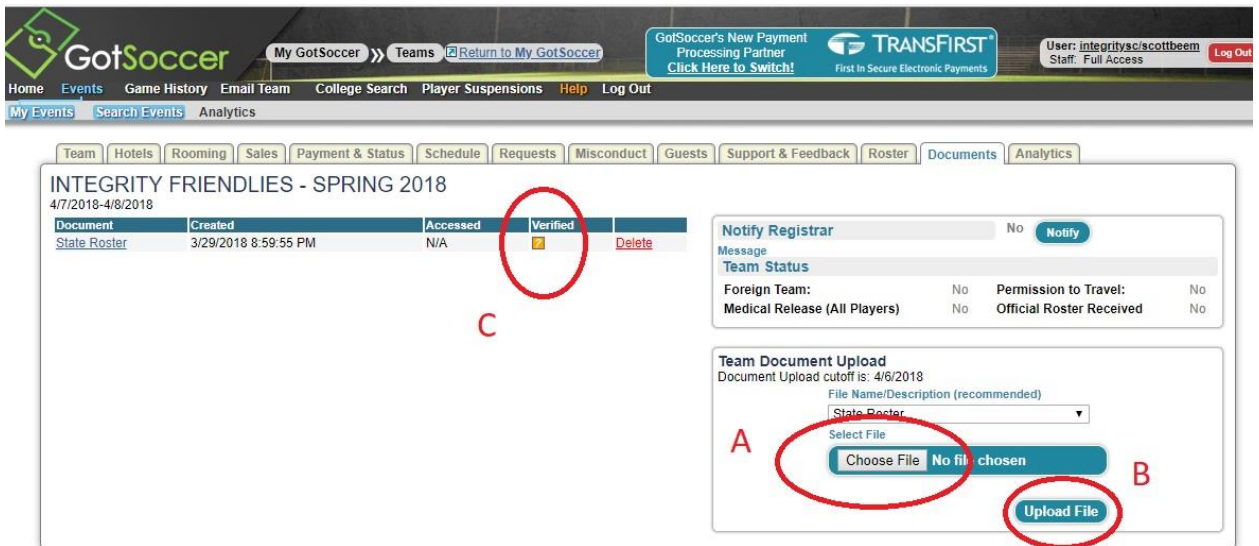 GotSoccer
My GotSoccer » Teams Return to My GotSoccer
GotSoccer's New Payment
Processing Partner
Click Here to Switch!
TRANSFIRST®
First In Secure Electronic Payments
User: integritysc/scottbeem
Staff: Full Access
Log Out
Home Events Game History Email Team College Search Player Suspensions Help Log Out
My Events Search Events Analytics
Team Hotels Rooming Sales Payment & Status Schedule Requests Misconduct Guests Support & Feedback Roster Documents Analytics
INTEGRITY FRIENDLIES - SPRING 2018
4/7/2018-4/8/2018
Document Created Accessed Verified
State Roster 3/29/2018 8:59:55 PM N/A ? Delete
C
Notify Registrar No Notify
Message
Team Status
Foreign Team: No Permission to Travel: No
Medical Release (All Players) No Official Roster Received No
Team Document Upload
Document Upload cutoff is: 4/6/2018
File Name/Description (recommended)
State Roster
Select File
A
Choose File No file chosen
B
Upload File